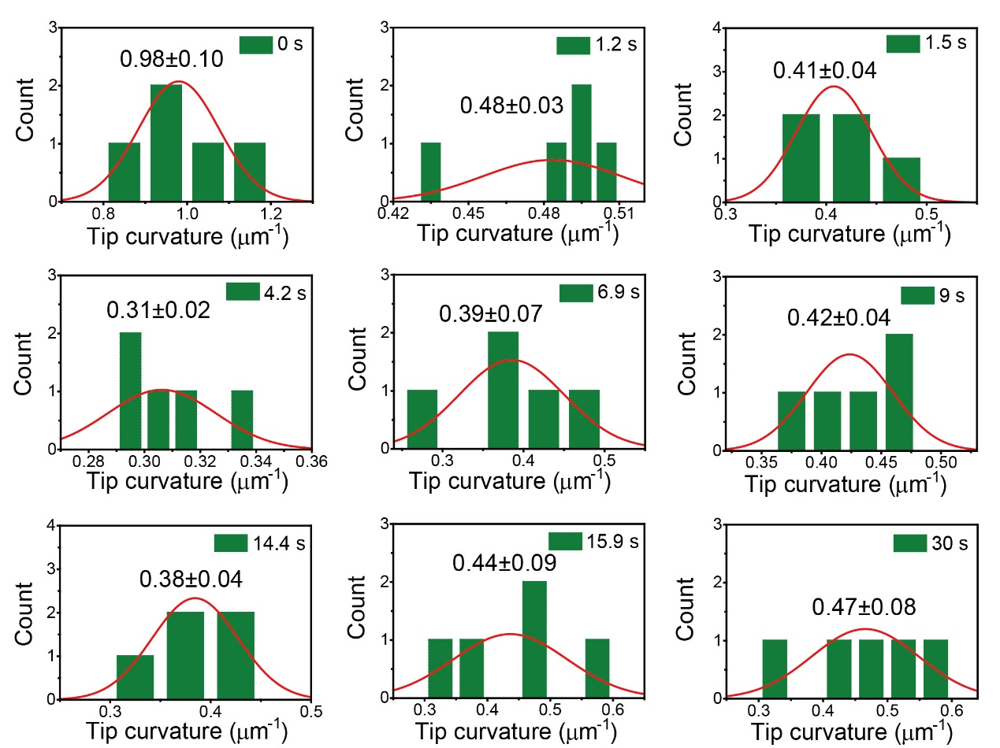 3
2
1
0
Count
0 s
0.98±0.10
0.8 1.0 1.2
Tip curvature (μm⁻¹)
3
2
1
0
Count
1.2 s
0.48±0.03
0.42 0.45 0.48 0.51
Tip curvature (μm⁻¹)
4
3
2
1
0
Count
1.5 s
0.41±0.04
0.3 0.4 0.5
Tip curvature (μm⁻¹)
3
2
1
0
Count
4.2 s
0.31±0.02
0.28 0.30 0.32 0.34 0.36
Tip curvature (μm⁻¹)
3
2
1
0
Count
6.9 s
0.39±0.07
0.3 0.4 0.5
Tip curvature (μm⁻¹)
3
2
1
0
Count
9 s
0.42±0.04
0.35 0.40 0.45 0.50
Tip curvature (μm⁻¹)
4
3
2
1
0
Count
14.4 s
0.38±0.04
0.3 0.4 0.5
Tip curvature (μm⁻¹)
3
2
1
0
Count
15.9 s
0.44±0.09
0.3 0.4 0.5 0.6
Tip curvature (μm⁻¹)
3
2
1
0
Count
30 s
0.47±0.08
0.3 0.4 0.5 0.6
Tip curvature (μm⁻¹)